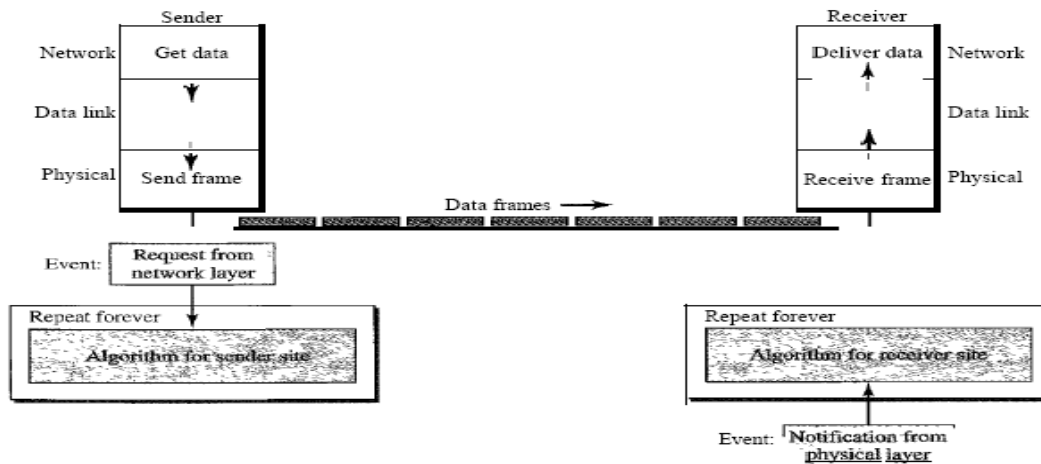 Sender
Receiver
Network
Get data
Deliver data
Network
Data link
Data link
Physical
Send frame
Receive frame
Physical
Data frames
Event:
Request from
network layer
Repeat forever
Algorithm for sender site
Repeat forever
Algorithm for receiver site
Event:
Notification from
physical layer